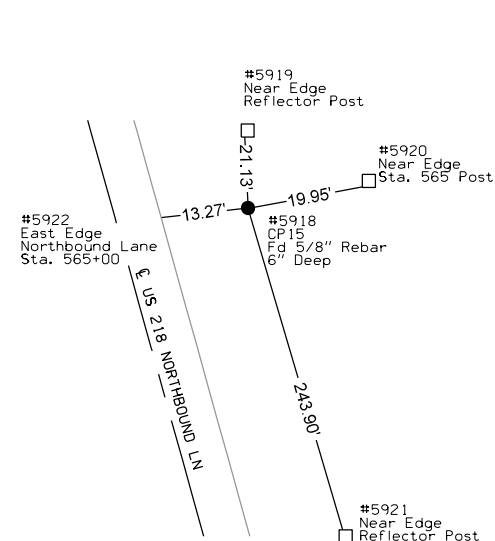 #5919
Near Edge
Reflector Post
21.13'
#5920
Near Edge
Sta. 565 Post
19.95'
13.27'
#5922
East Edge
Northbound Lane
Sta. 565+00
#5918
CP15
Fd 5/8" Rebar
6" Deep
℄ US 218 NORTHBOUND LN
243.90'
#5921
Near Edge
Reflector Post